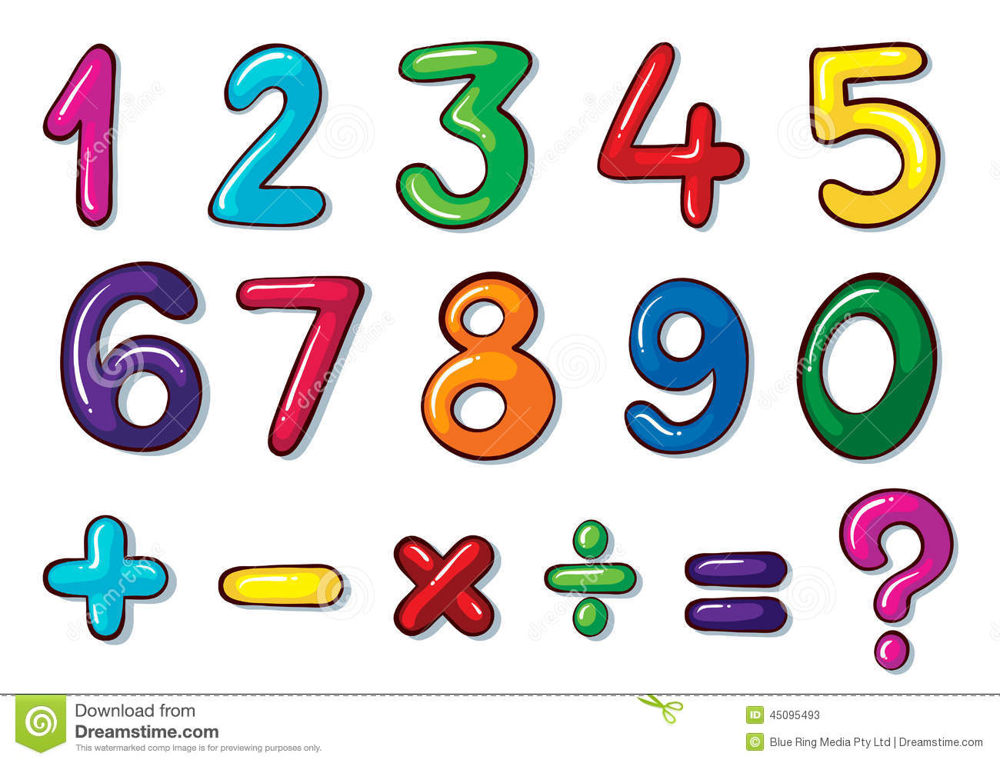 1 2 3 4 5
6 7 8 9 0
+ - × ÷ = ?
Download from
Dreamstime.com
This watermarked comp image is for previewing purposes only.
ID 45095493
© Blue Ring Media Pty Ltd | Dreamstime.com